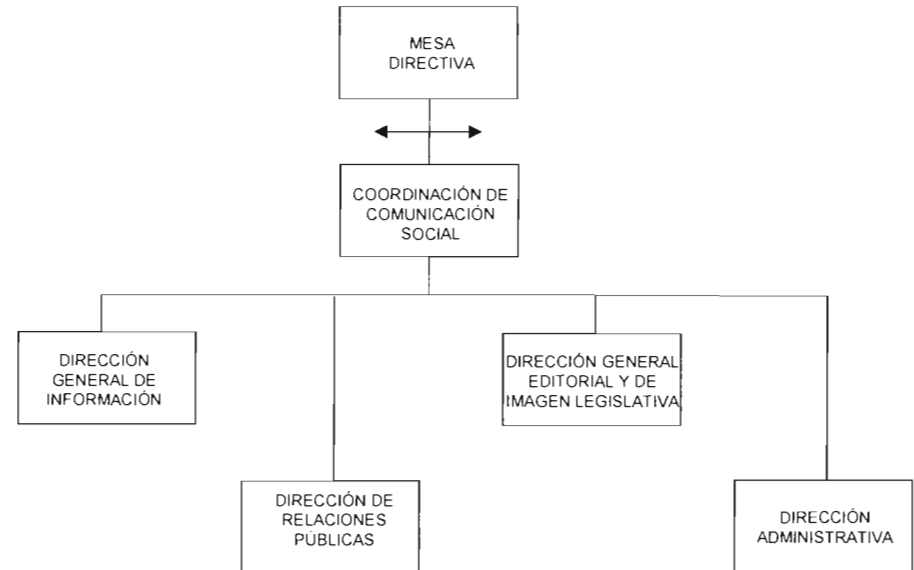 MESA
DIRECTIVA
COORDINACIÓN DE
COMUNICACIÓN
SOCIAL
DIRECCIÓN
GENERAL DE
INFORMACIÓN
DIRECCIÓN GENERAL
EDITORIAL Y DE
IMAGEN LEGISLATIVA
DIRECCIÓN DE
RELACIONES
PÚBLICAS
DIRECCIÓN
ADMINISTRATIVA